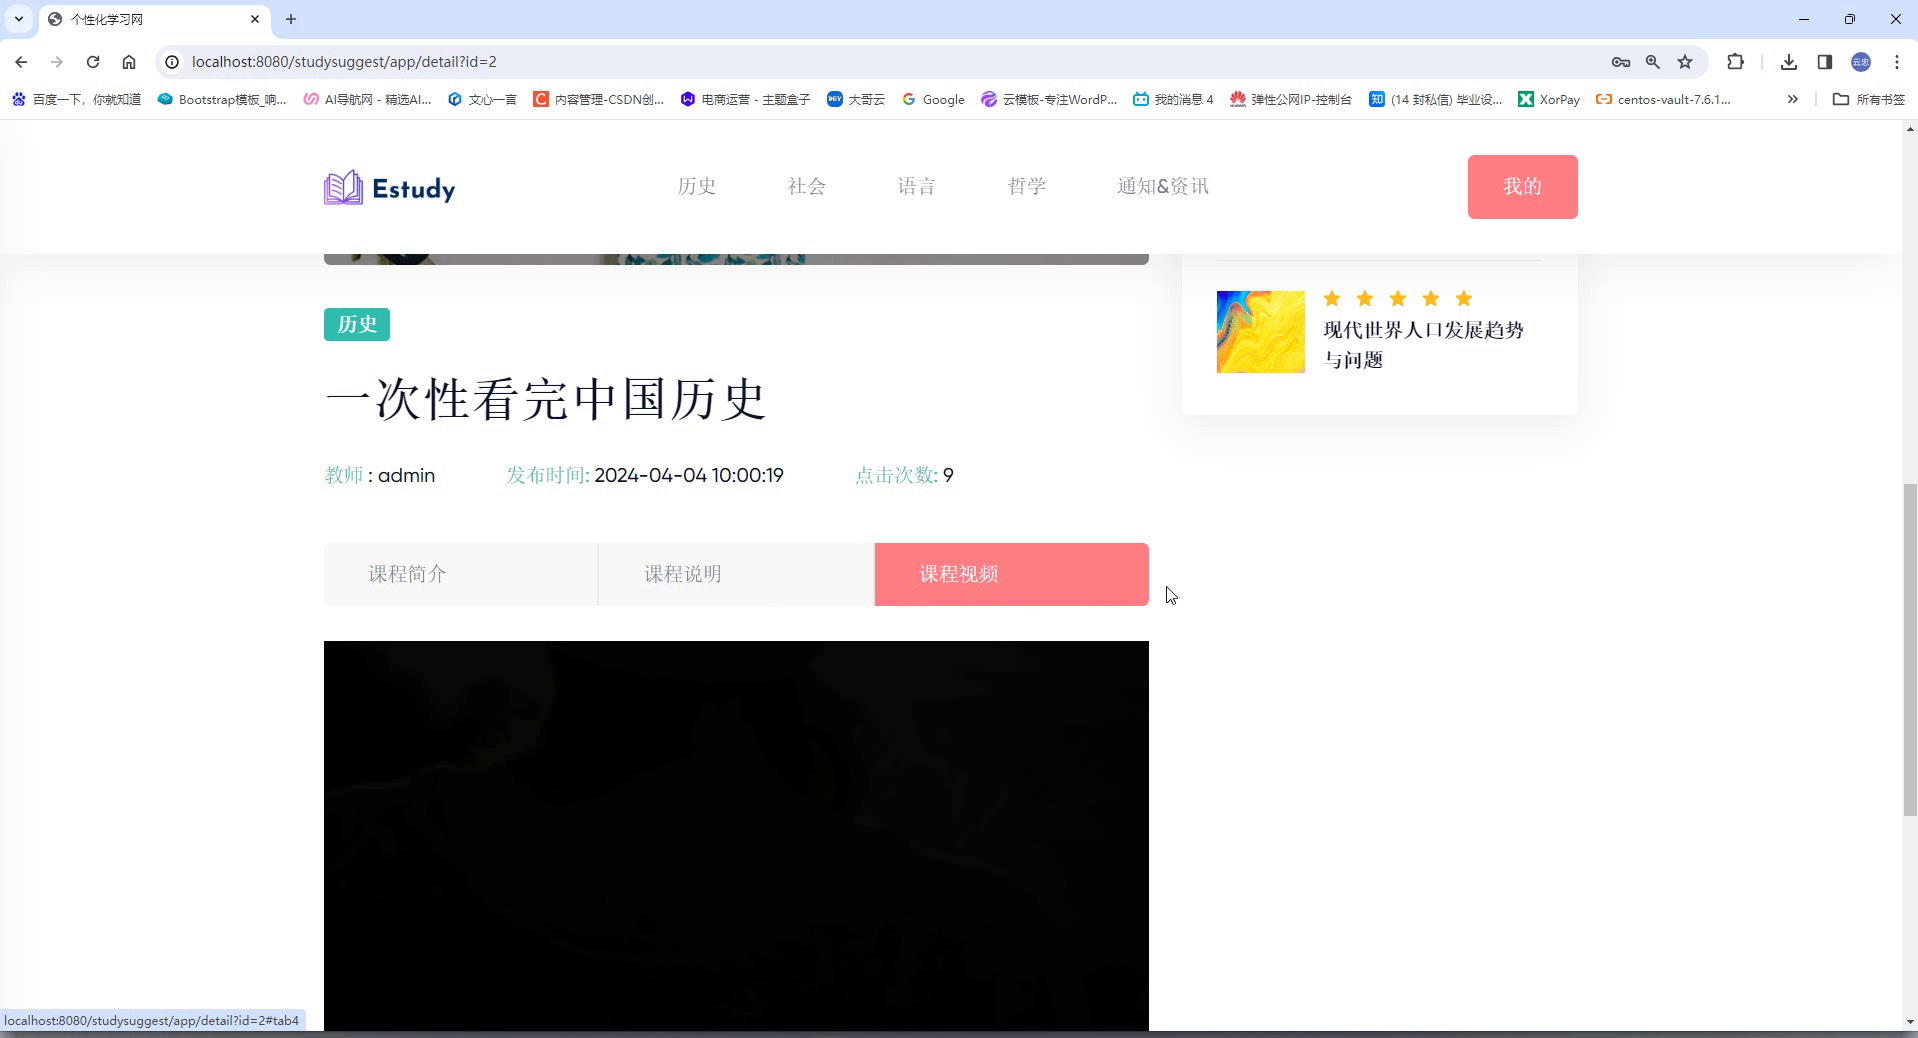 个性化学习网
localhost:8080/studysuggest/app/detail?id=2
云忠
百度一下，你就知道
Bootstrap模板_响...
AI导航网 - 精选AI...
文心一言
内容管理-CSDN创...
电商运营 - 主题盒子
大哥云
Google
云模板-专注WordP...
我的消息 4
弹性公网IP-控制台
(14 封私信) 毕业设...
XorPay
centos-vault-7.6.1...
所有书签
Estudy
历史
社会
语言
哲学
通知&资讯
我的
历史
一次性看完中国历史
教师 : admin
发布时间: 2024-04-04 10:00:19
点击次数: 9
课程简介
课程说明
课程视频
现代世界人口发展趋势
与问题
localhost:8080/studysuggest/app/detail?id=2#tab4